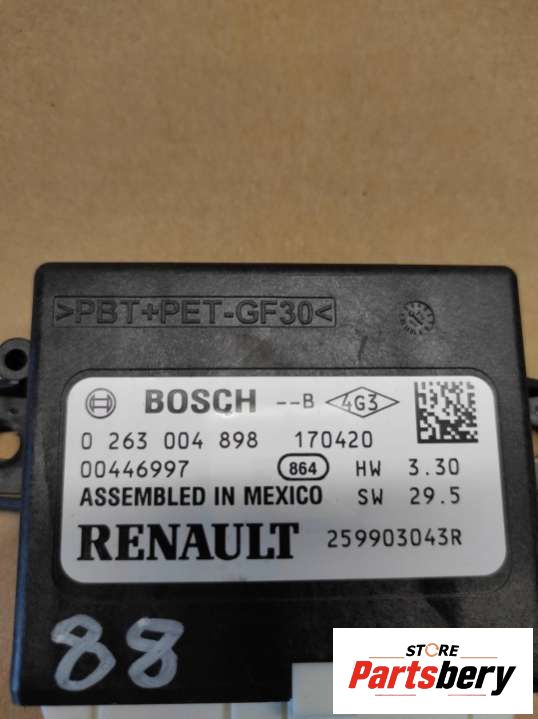 >PBT+PET-GF30<
BOSCH --B 4G3
0 263 004 898 170420
00446997 864 HW 3.30
ASSEMBLED IN MEXICO SW 29.5
RENAULT 259903043R
88
STORE
Partsbery